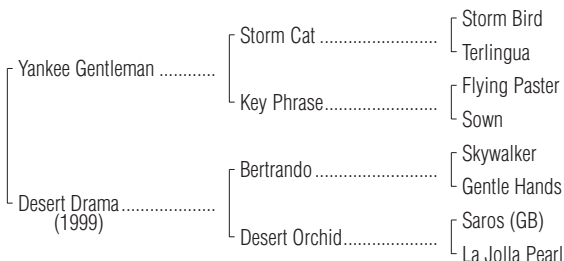 Storm Bird
Storm Cat ..........................
Terlingua
Yankee Gentleman ............
Flying Paster
Key Phrase.........................
Sown
Skywalker
Bertrando ...........................
Gentle Hands
Desert Drama....................
(1999)
Saros (GB)
Desert Orchid.....................
La Jolla Pearl